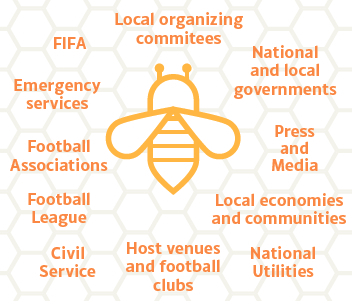 Local organizing
commitees
FIFA
National
and local
governments
Emergency
services
Press
and
Media
Football
Associations
Football
League
Local economies
and communities
Civil
Service
Host venues
and football
clubs
National
Utilities